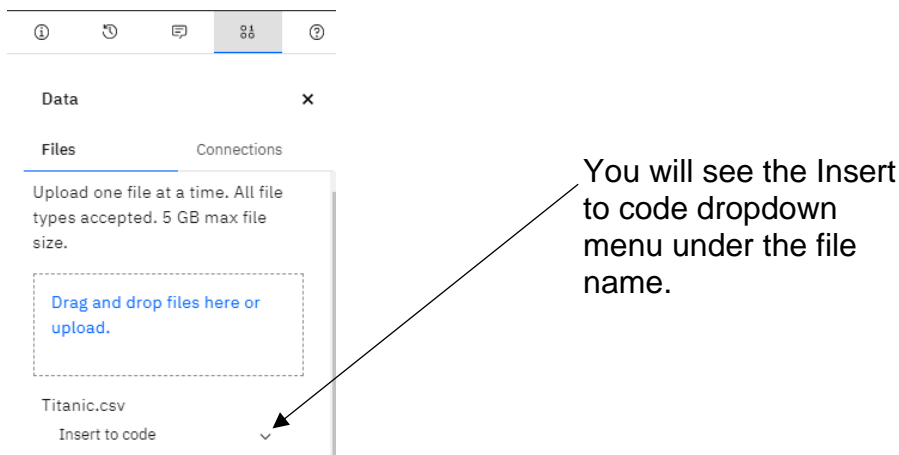 Data
Files Connections
Upload one file at a time. All file
types accepted. 5 GB max file
size.
Drag and drop files here or
upload.
Titanic.csv
Insert to code
You will see the Insert
to code dropdown
menu under the file
name.